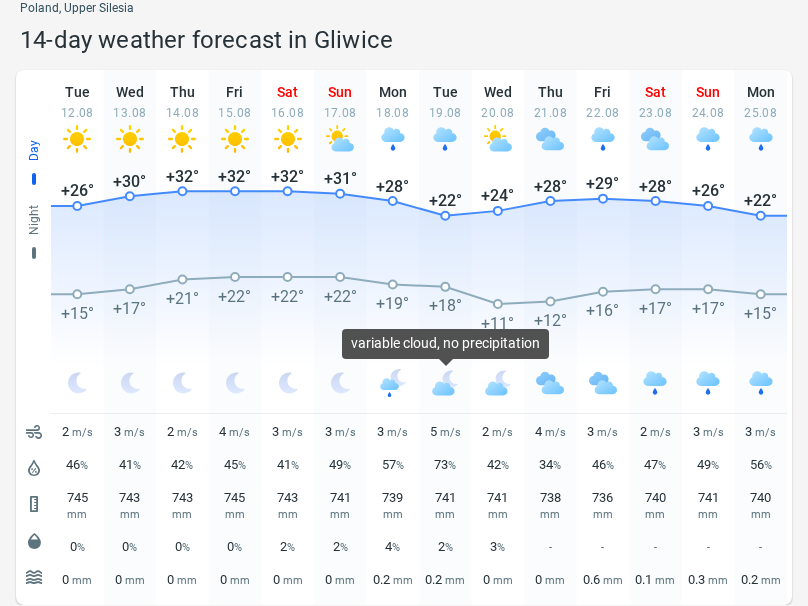 Poland, Upper Silesia
14-day weather forecast in Gliwice
Tue Wed Thu Fri Sat Sun Mon Tue Wed Thu Fri Sat Sun Mon
12.08 13.08 14.08 15.08 16.08 17.08 18.08 19.08 20.08 21.08 22.08 23.08 24.08 25.08
Day
+26° +30° +32° +32° +32° +31° +28° +22° +24° +28° +29° +28° +26° +22°
Night
+15° +17° +21° +22° +22° +22° +19° +18° +11° +12° +16° +17° +17° +15°
variable cloud, no precipitation
2 m/s 3 m/s 2 m/s 4 m/s 3 m/s 3 m/s 3 m/s 5 m/s 2 m/s 4 m/s 3 m/s 2 m/s 3 m/s 3 m/s
46% 41% 42% 45% 41% 49% 57% 73% 42% 34% 46% 47% 49% 56%
745 743 743 745 743 741 739 741 741 738 736 740 741 740
mm mm mm mm mm mm mm mm mm mm mm mm mm mm
0% 0% 0% 0% 2% 2% 4% 2% 3% - - - - -
0 mm 0 mm 0 mm 0 mm 0 mm 0 mm 0.2 mm 0.2 mm 0 mm 0 mm 0.6 mm 0.1 mm 0.3 mm 0.2 mm